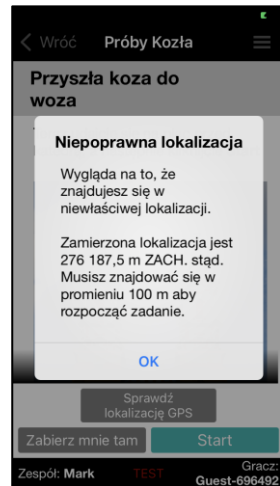 Wróć Próby Kozła
Przyszła koza do
woza
Niepoprawna lokalizacja
Wygląda na to, że
znajdujesz się w
niewłaściwej lokalizacji.
Zamierzona lokalizacja jest
276 187,5 m ZACH. stąd.
Musisz znajdować się w
promieniu 100 m aby
rozpocząć zadanie.
OK
Sprawdź
lokalizację GPS
Zabierz mnie tam Start
Zespół: Mark TEST Gracz:
Guest-696492